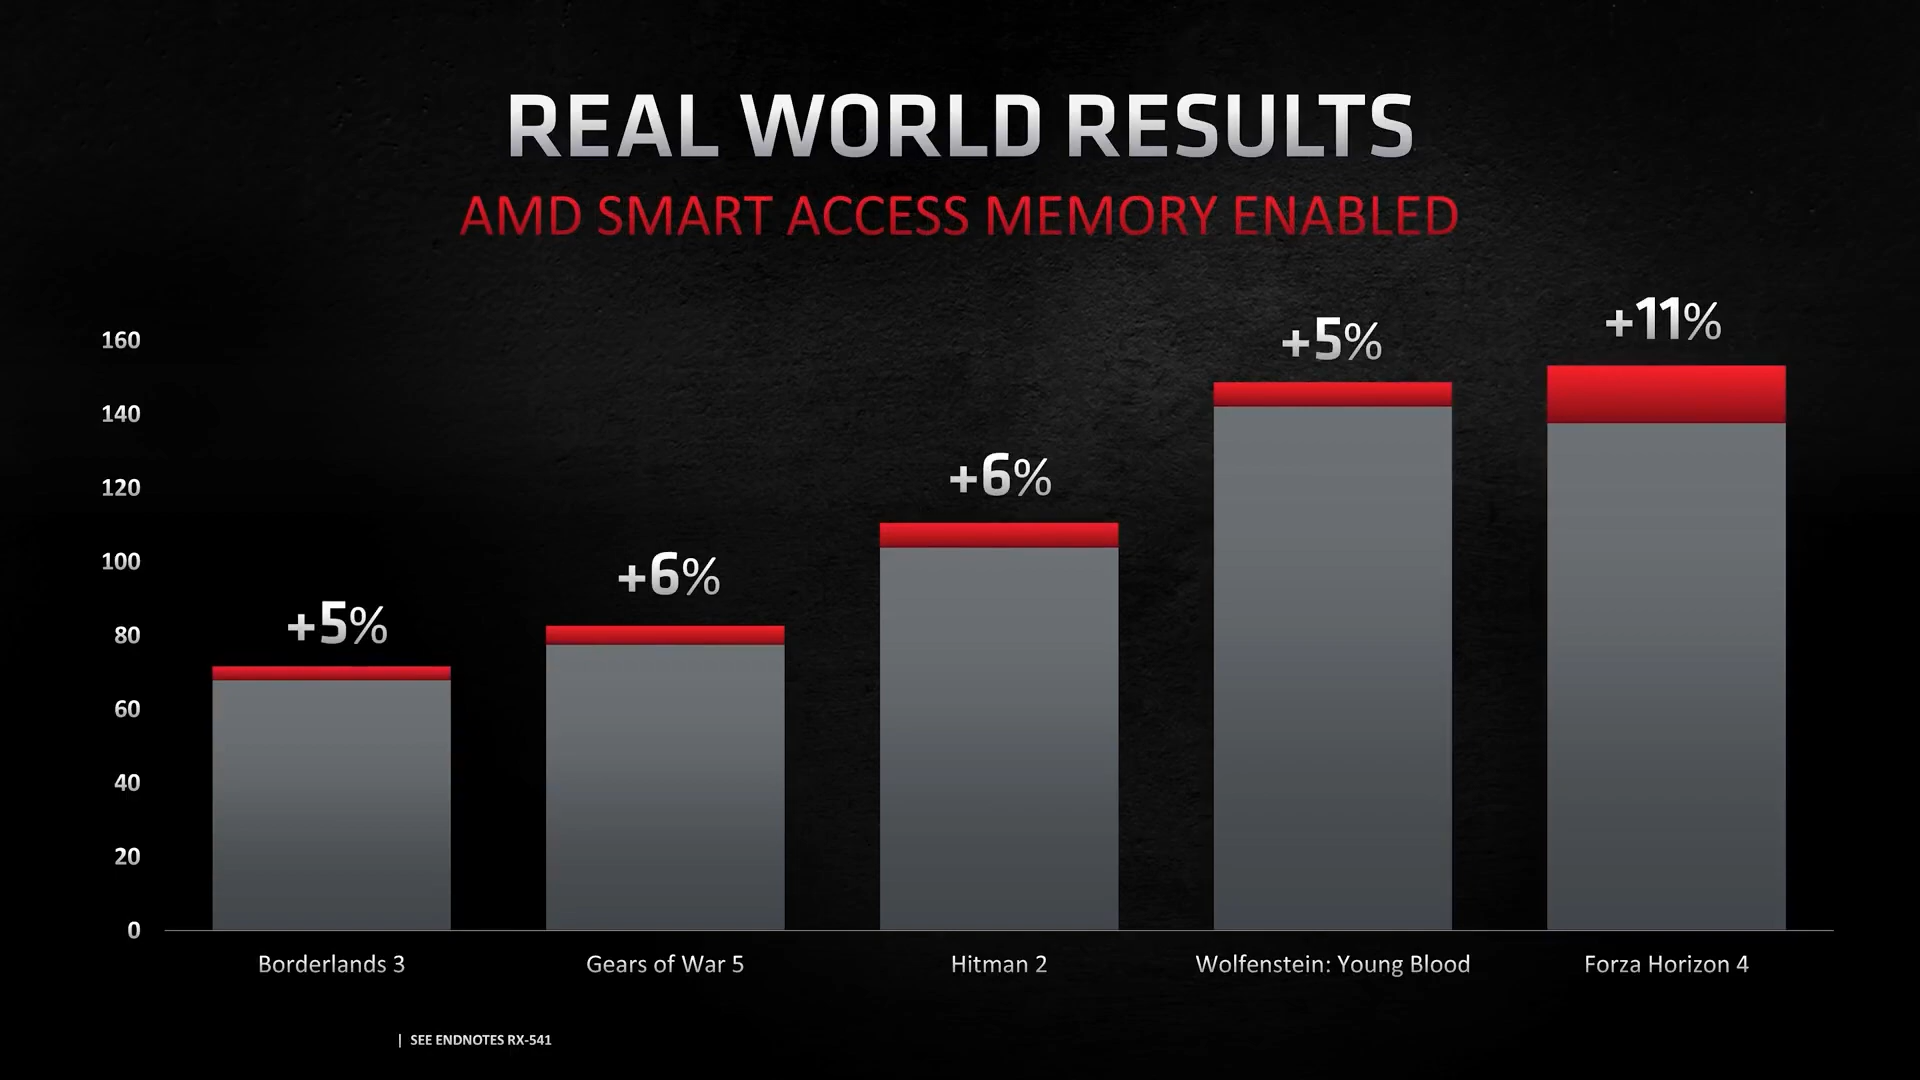 REAL WORLD RESULTS
AMD SMART ACCESS MEMORY ENABLED
160
140
120
100
80
60
40
20
0
+5%
+6%
+6%
+5%
+11%
Borderlands 3
Gears of War 5
Hitman 2
Wolfenstein: Young Blood
Forza Horizon 4
| SEE ENDNOTES RX-541